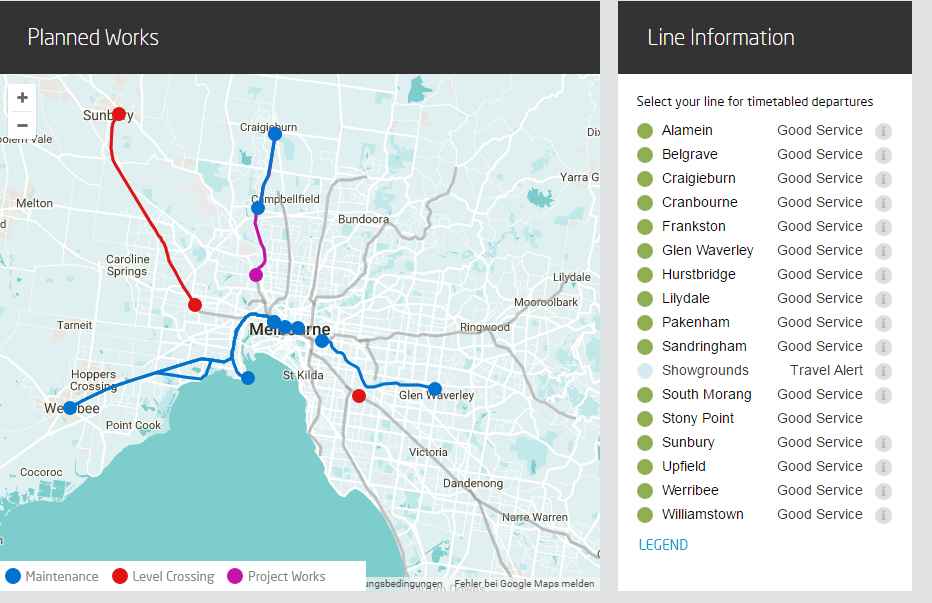 Planned Works
+
−
Sunbury
Craigieburn
Melton
Campbellfield
Yarra G
Bundoora
Caroline
Springs
Lilydale
Mooroolbark
Tarneit
Melbourne
Ringwood
Hoppers
Crossing
St Kilda
Glen Waverley
Werribee
Point Cook
Victoria
Cocoroc
Dandenong
Narre Warren
Maintenance
Level Crossing
Project Works
ungsbedingungen
Fehler bei Google Maps melden
Line Information
Select your line for timetabled departures
Alamein Good Service
Belgrave Good Service
Craigieburn Good Service
Cranbourne Good Service
Frankston Good Service
Glen Waverley Good Service
Hurstbridge Good Service
Lilydale Good Service
Pakenham Good Service
Sandringham Good Service
Showgrounds Travel Alert
South Morang Good Service
Stony Point Good Service
Sunbury Good Service
Upfield Good Service
Werribee Good Service
Williamstown Good Service
LEGEND